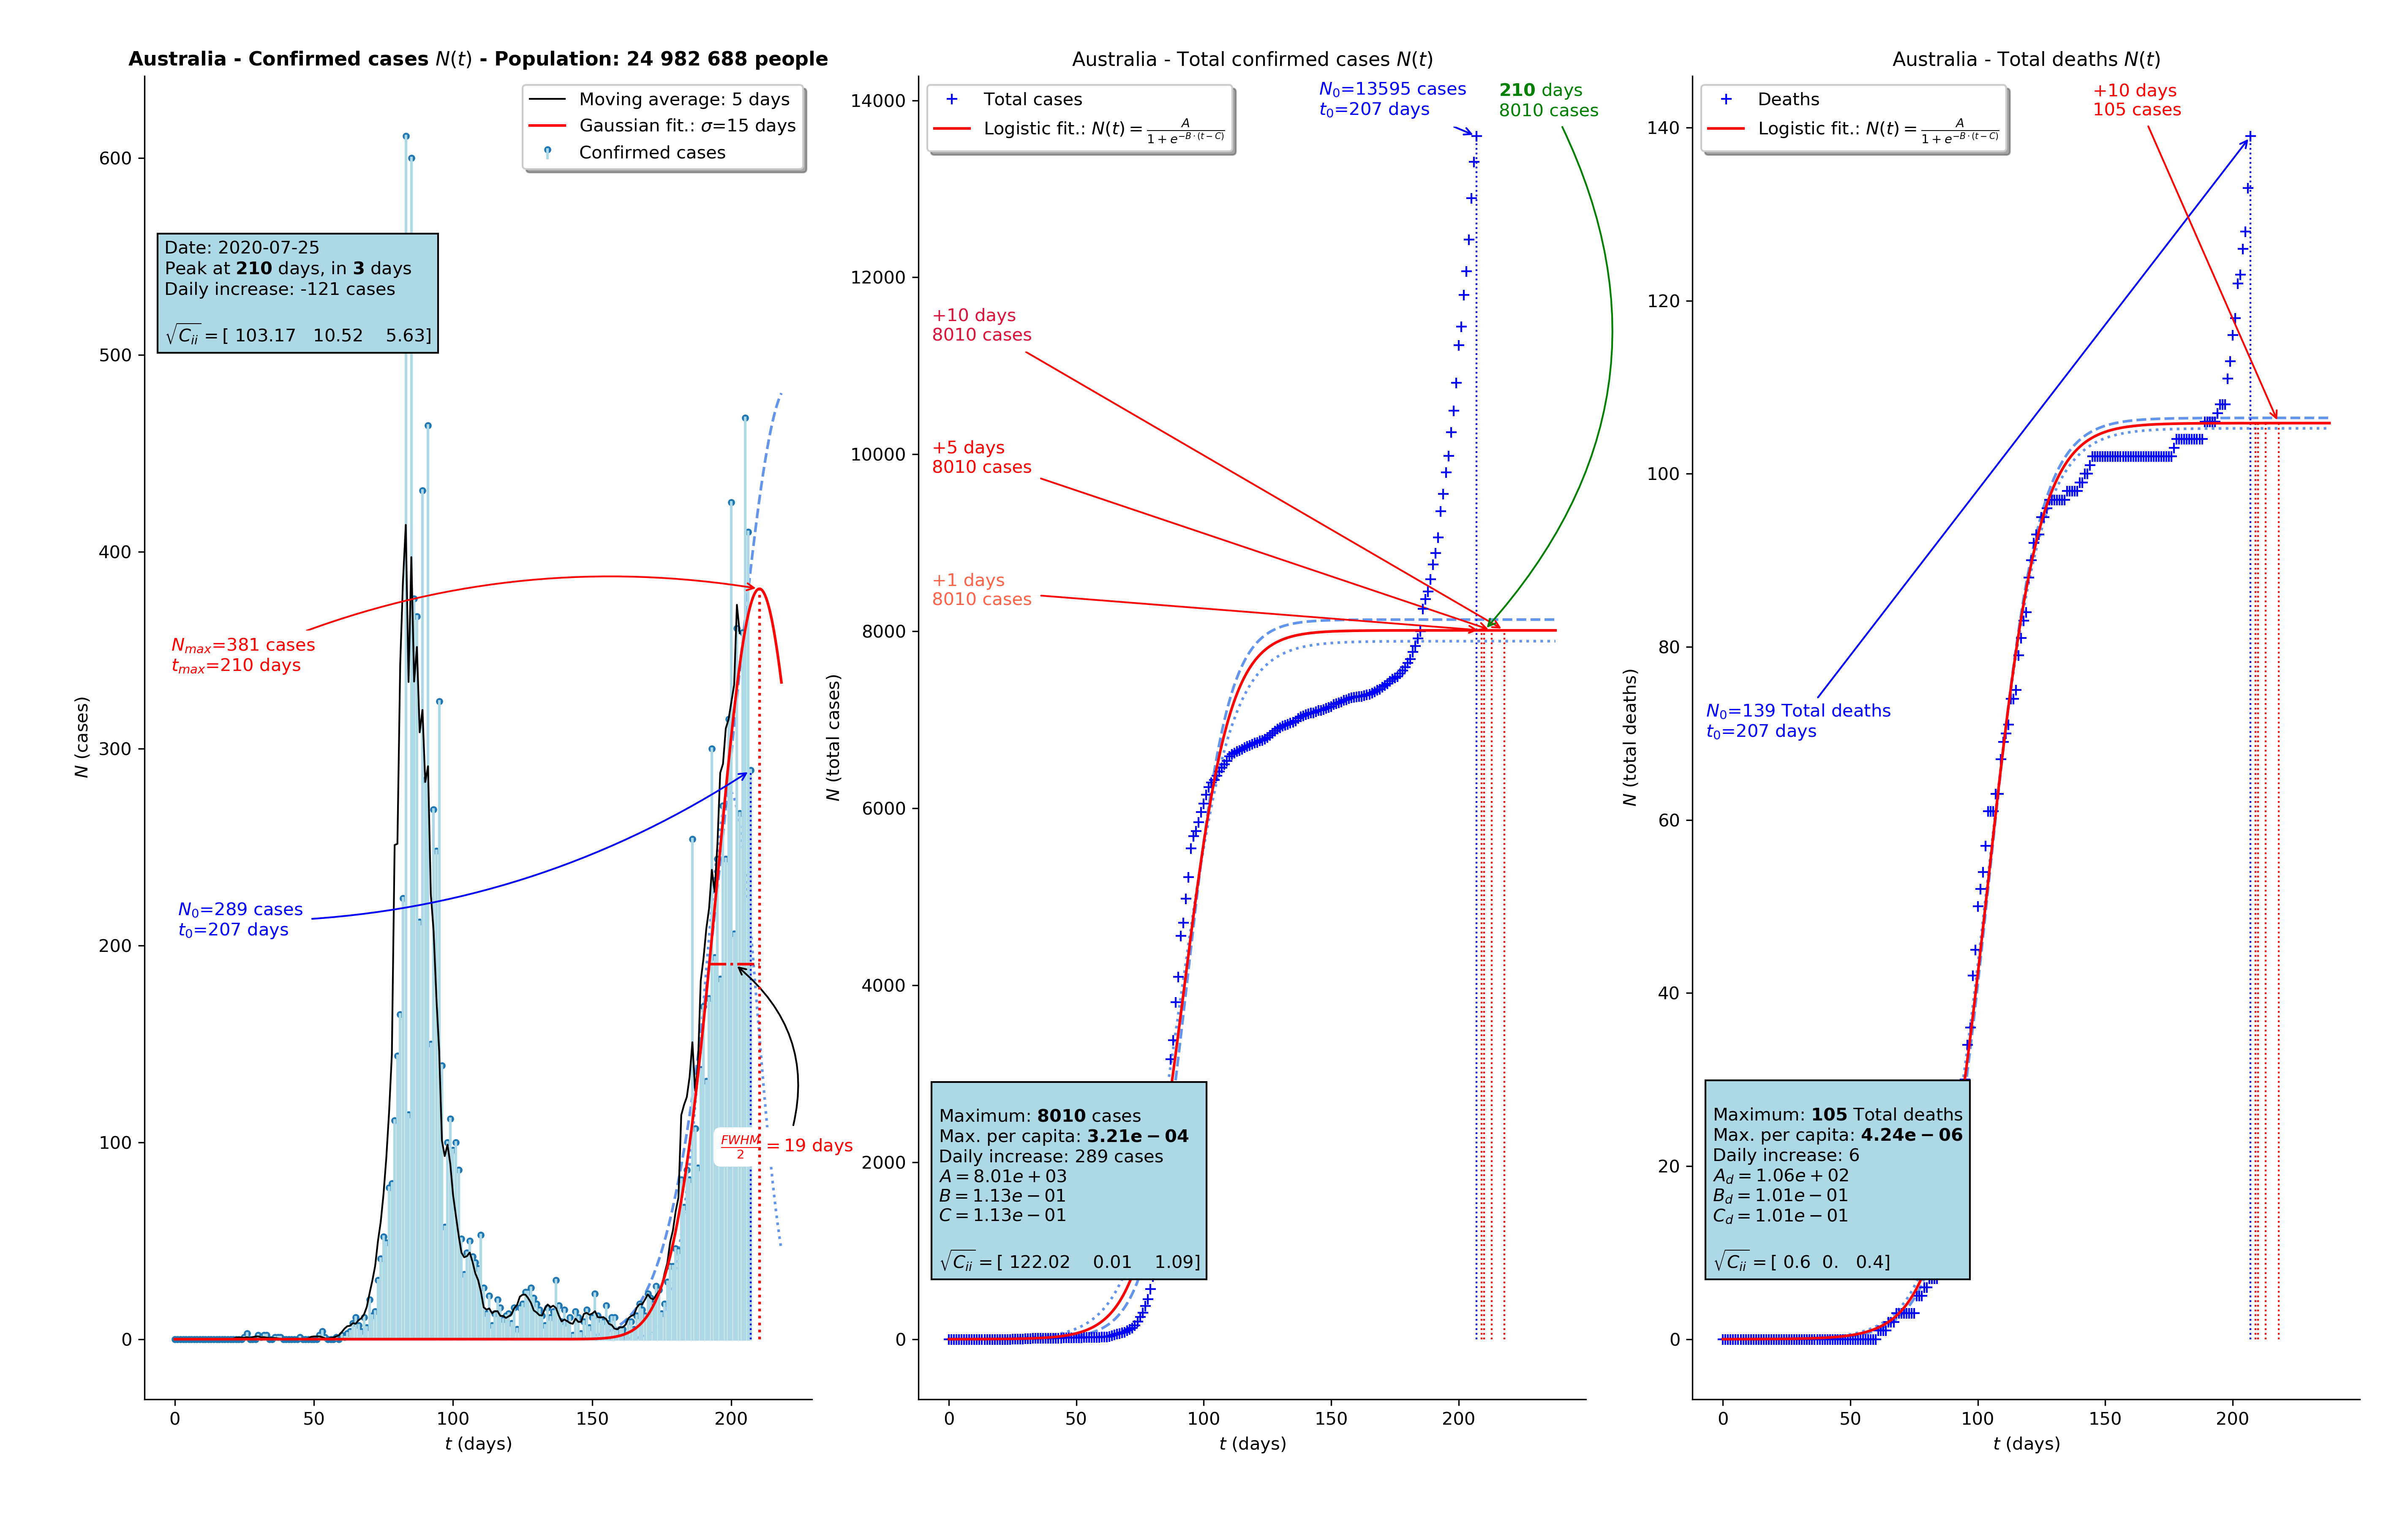 Australia - Confirmed cases N(t) - Population: 24 982 688 people
Moving average: 5 days
Gaussian fit.: σ=15 days
Confirmed cases
Date: 2020-07-25
Peak at 210 days, in 3 days
Daily increase: -121 cases
√C_ii = [ 103.17 10.52 5.63]
N_max=381 cases
t_max=210 days
N_0=289 cases
t_0=207 days
FWHM/2 = 19 days
600
500
400
300
200
100
0
N (cases)
0 50 100 150 200
t (days)
Australia - Total confirmed cases N(t)
Total cases
Logistic fit.: N(t) = A/(1 + e^{-B·(t-C)})
N_0=13595 cases
t_0=207 days
210 days
8010 cases
+10 days
8010 cases
+5 days
8010 cases
+1 days
8010 cases
Maximum: 8010 cases
Max. per capita: 3.21e − 04
Daily increase: 289 cases
A = 8.01e + 03
B = 1.13e − 01
C = 1.13e − 01
√C_ii = [ 122.02 0.01 1.09]
14000
12000
10000
8000
6000
4000
2000
0
N (total cases)
0 50 100 150 200
t (days)
Australia - Total deaths N(t)
Deaths
Logistic fit.: N(t) = A/(1 + e^{-B·(t-C)})
+10 days
105 cases
N_0=139 Total deaths
t_0=207 days
Maximum: 105 Total deaths
Max. per capita: 4.24e − 06
Daily increase: 6
A_d = 1.06e + 02
B_d = 1.01e − 01
C_d = 1.01e − 01
√C_ii = [ 0.6 0. 0.4]
140
120
100
80
60
40
20
0
N (total deaths)
0 50 100 150 200
t (days)